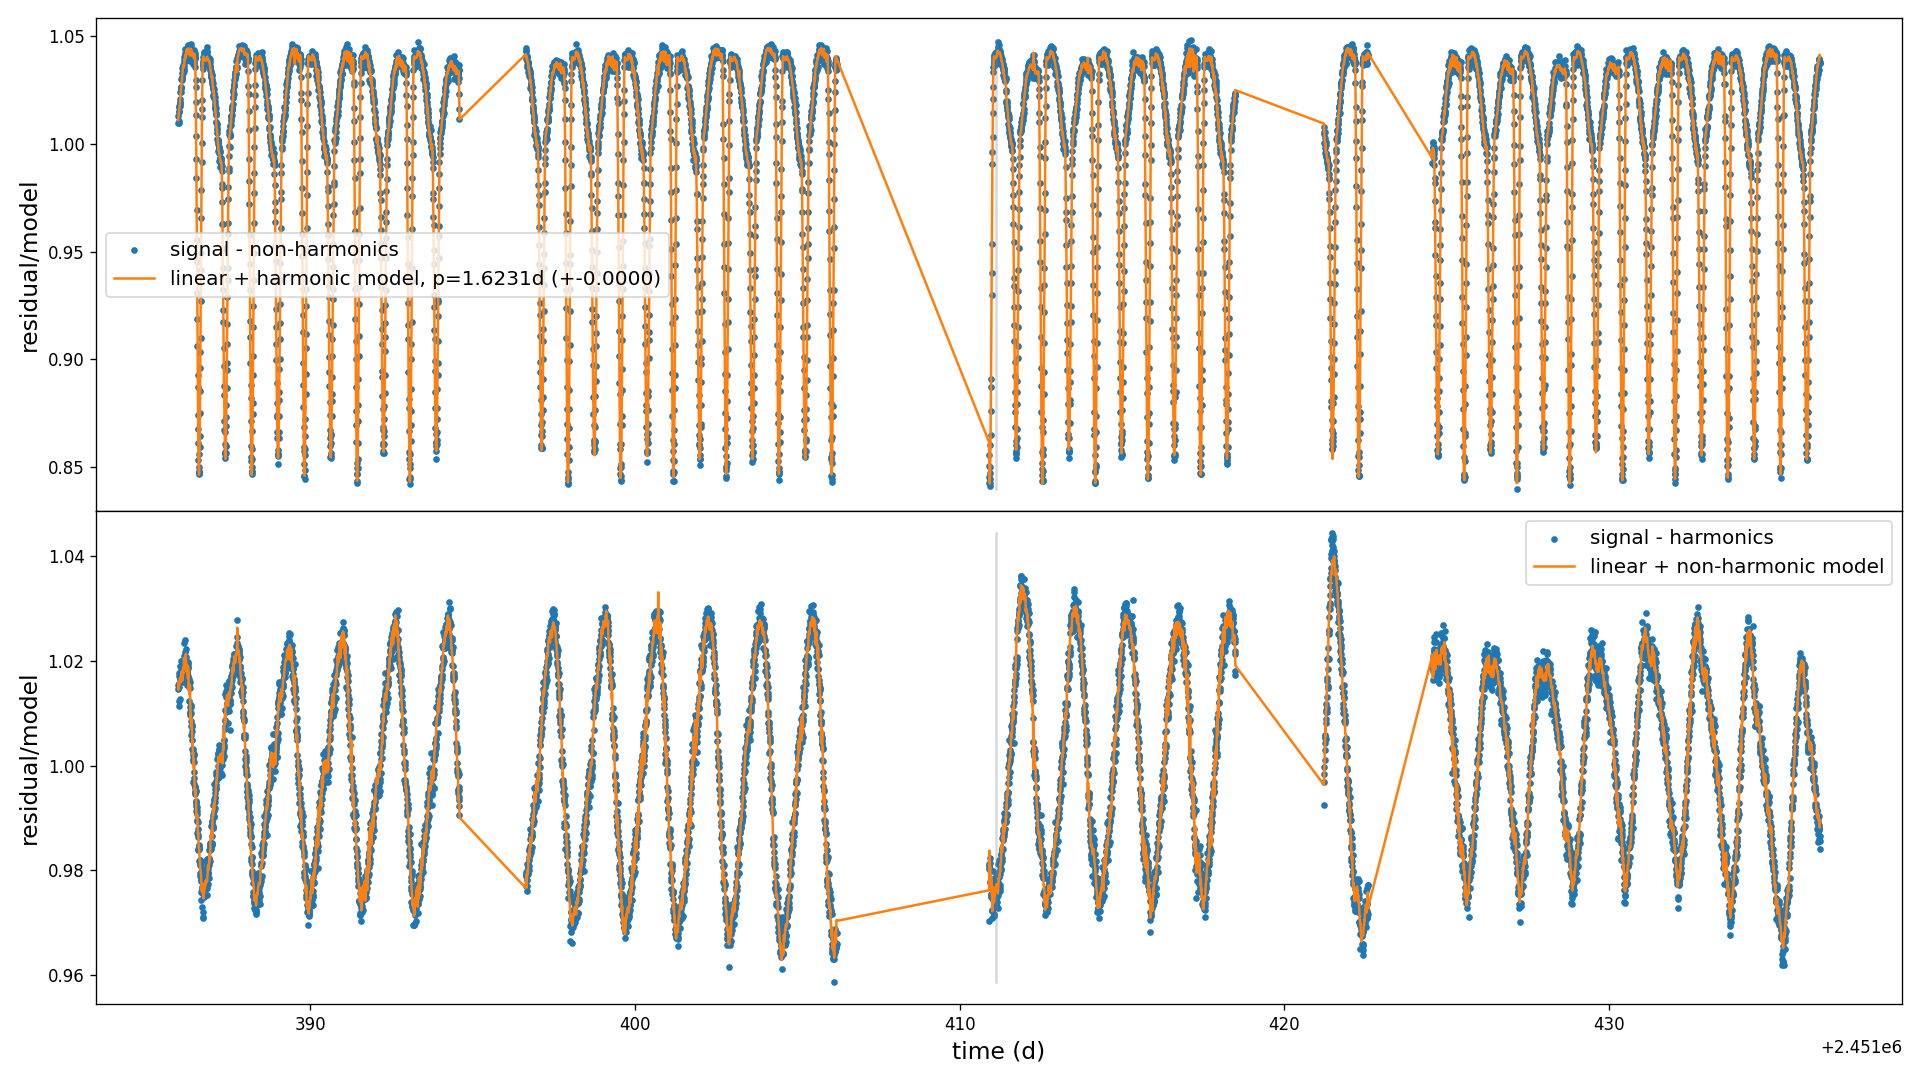 1.05
1.00
0.95
0.90
0.85
residual/model
signal - non-harmonics
linear + harmonic model, p=1.6231d (+-0.0000)
1.04
1.02
1.00
0.98
0.96
residual/model
signal - harmonics
linear + non-harmonic model
390
400
410
420
430
time (d)
+2.451e6